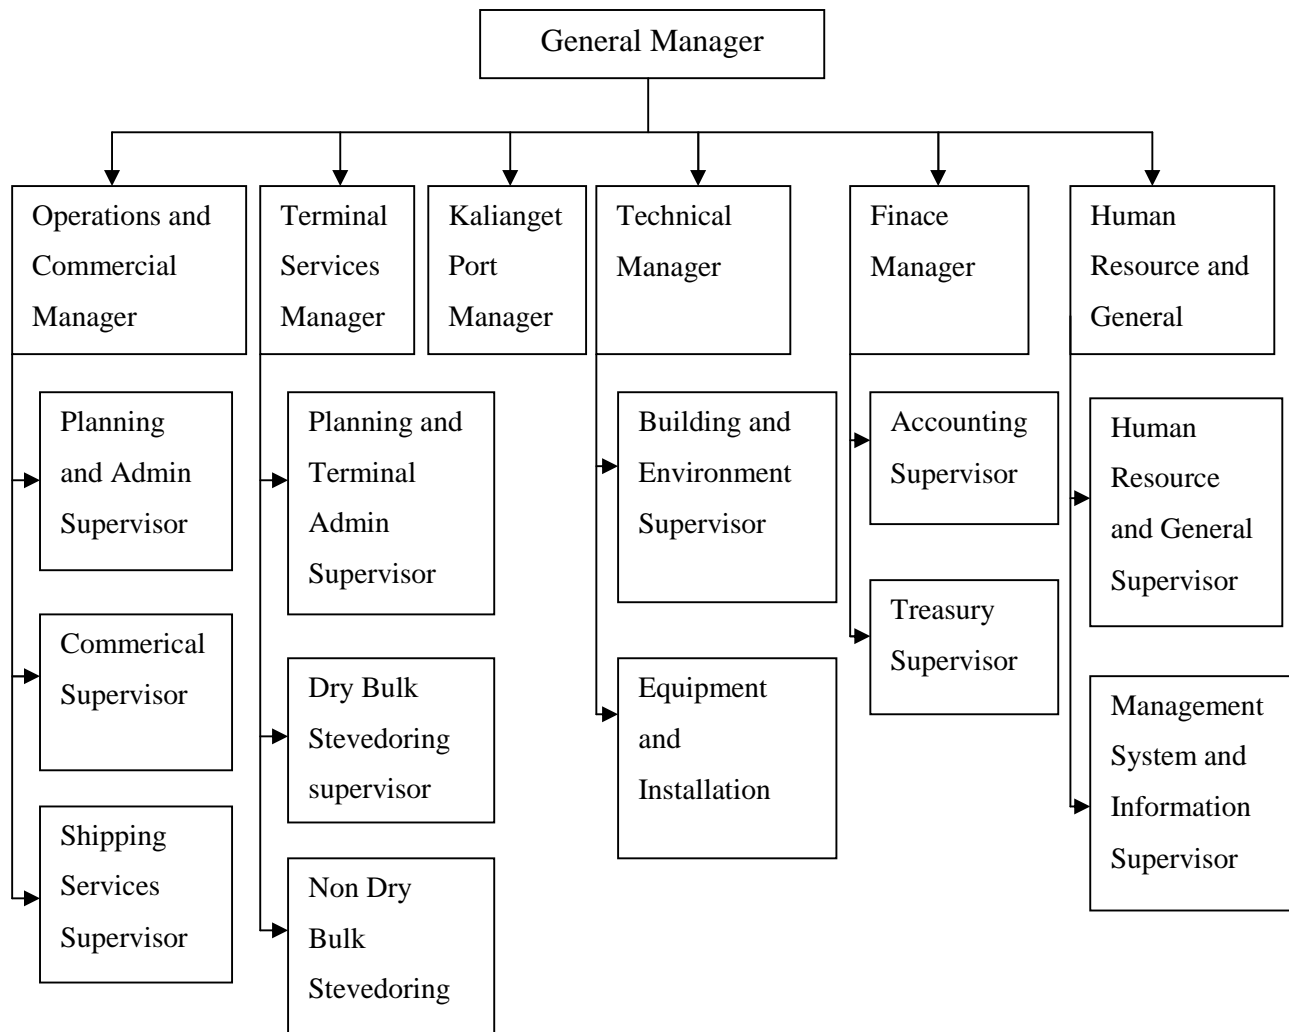 General Manager
Operations and
Commercial
Manager
Terminal
Services
Manager
Kalianget
Port
Manager
Technical
Manager
Finace
Manager
Human
Resource and
General
Planning
and Admin
Supervisor
Planning and
Terminal
Admin
Supervisor
Building and
Environment
Supervisor
Accounting
Supervisor
Human
Resource
and General
Supervisor
Commerical
Supervisor
Dry Bulk
Stevedoring
supervisor
Equipment
and
Installation
Treasury
Supervisor
Management
System and
Information
Supervisor
Shipping
Services
Supervisor
Non Dry
Bulk
Stevedoring